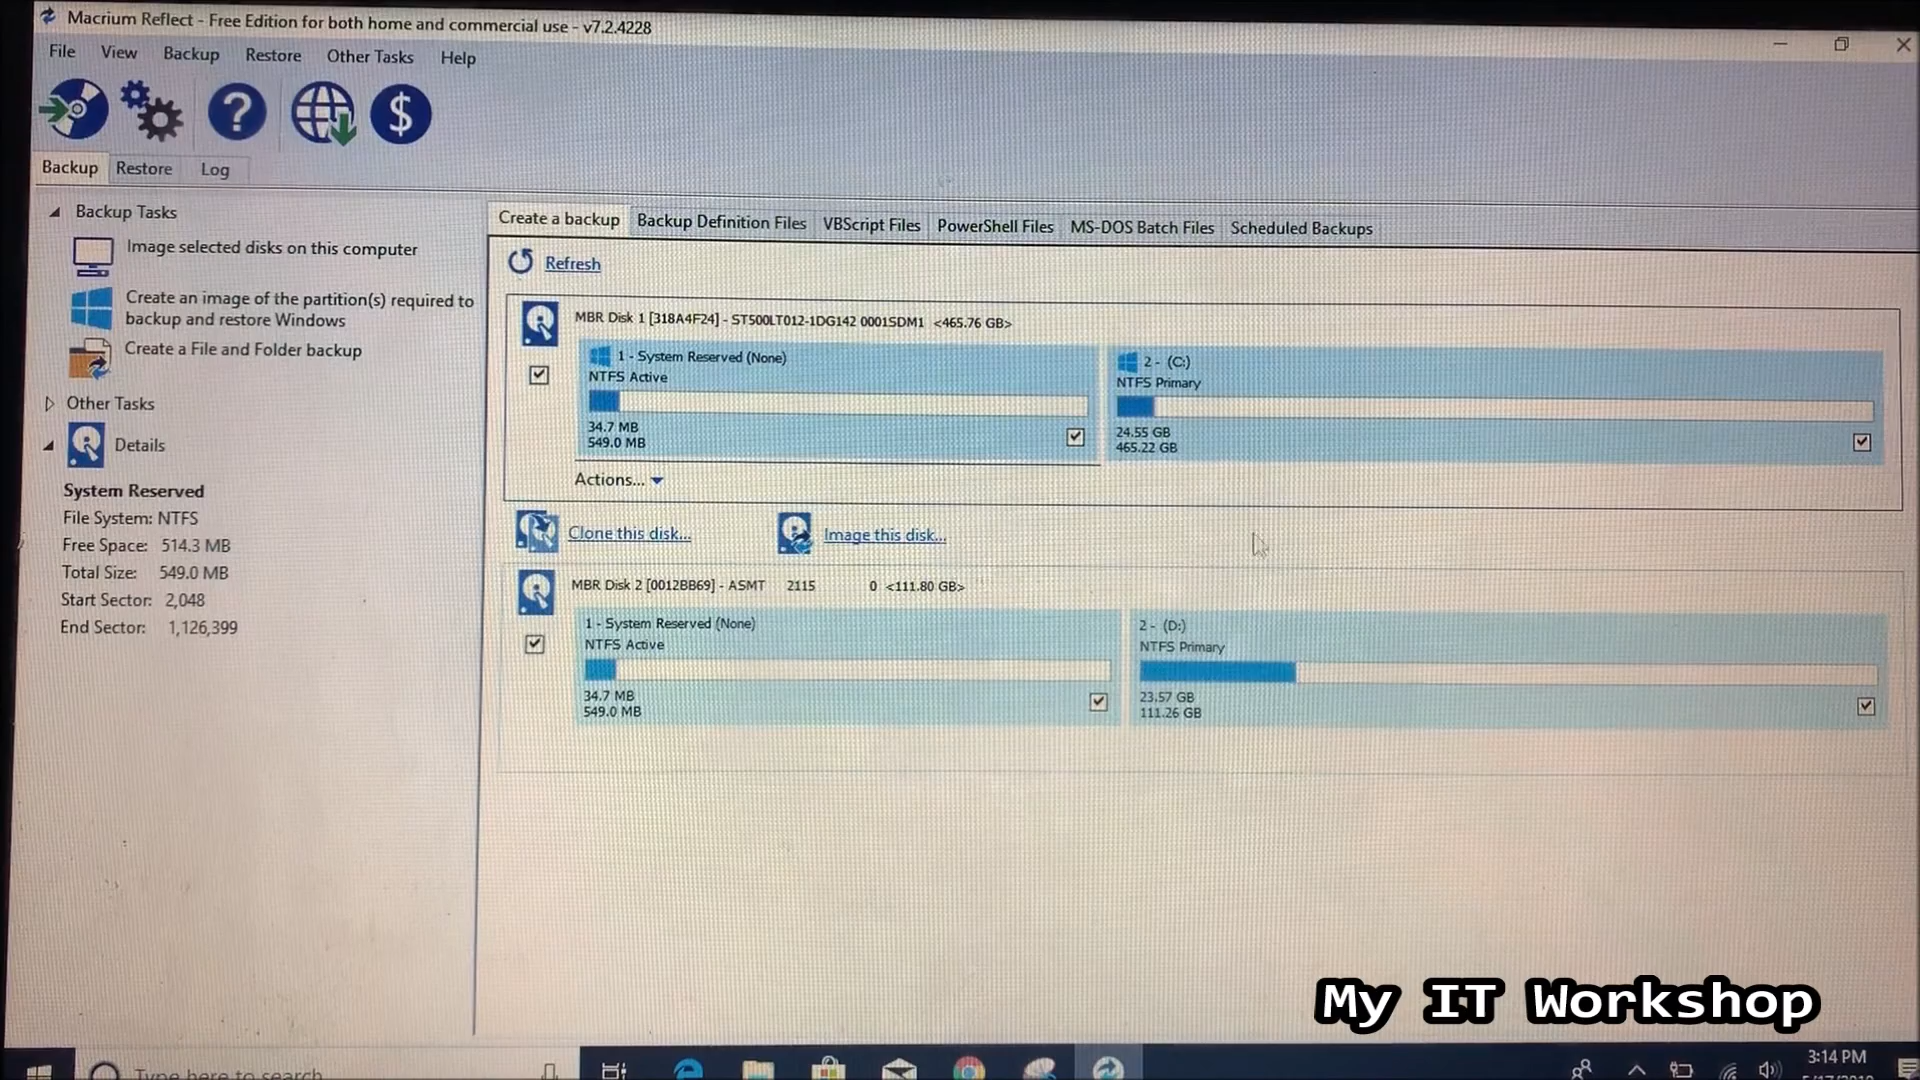 Macrium Reflect - Free Edition for both home and commercial use - v7.2.4228
File View Backup Restore Other Tasks Help
Backup Restore Log
Backup Tasks
Image selected disks on this computer
Create an image of the partition(s) required to
backup and restore Windows
Create a File and Folder backup
Other Tasks
Details
System Reserved
File System: NTFS
Free Space: 514.3 MB
Total Size: 549.0 MB
Start Sector: 2,048
End Sector: 1,126,399
Create a backup Backup Definition Files VBScript Files PowerShell Files MS-DOS Batch Files Scheduled Backups
Refresh
MBR Disk 1 [318A4F24] - ST500LT012-1DG142 0001SDM1 <465.76 GB>
1 - System Reserved (None)
NTFS Active
34.7 MB
549.0 MB
2 - (C:)
NTFS Primary
24.55 GB
465.22 GB
Actions...
Clone this disk... Image this disk...
MBR Disk 2 [0012BB69] - ASMT 2115 0 <111.80 GB>
1 - System Reserved (None)
NTFS Active
34.7 MB
549.0 MB
2 - (D:)
NTFS Primary
23.57 GB
111.26 GB
My IT Workshop
Type here to search
3:14 PM